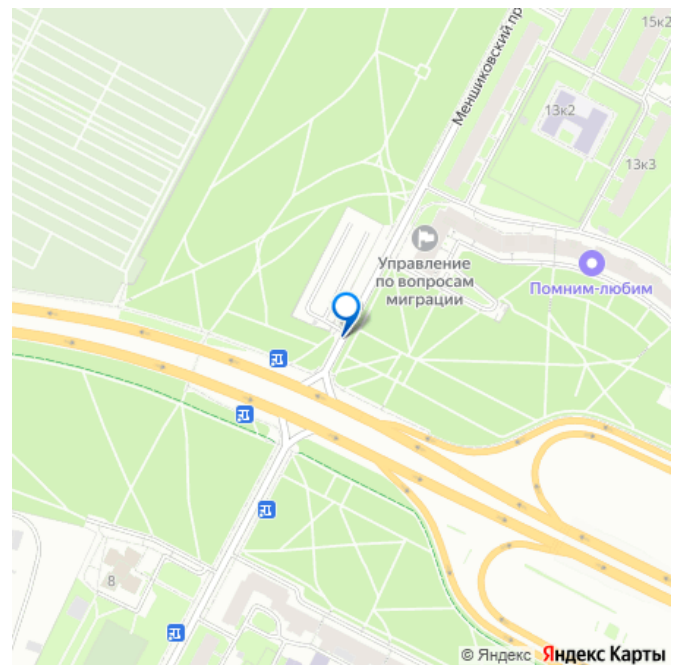 15к2
Меншиковский пр
13к2
13к3
Управление
по вопросам
миграции
Помним-любим
8
© Яндекс Яндекс Карты